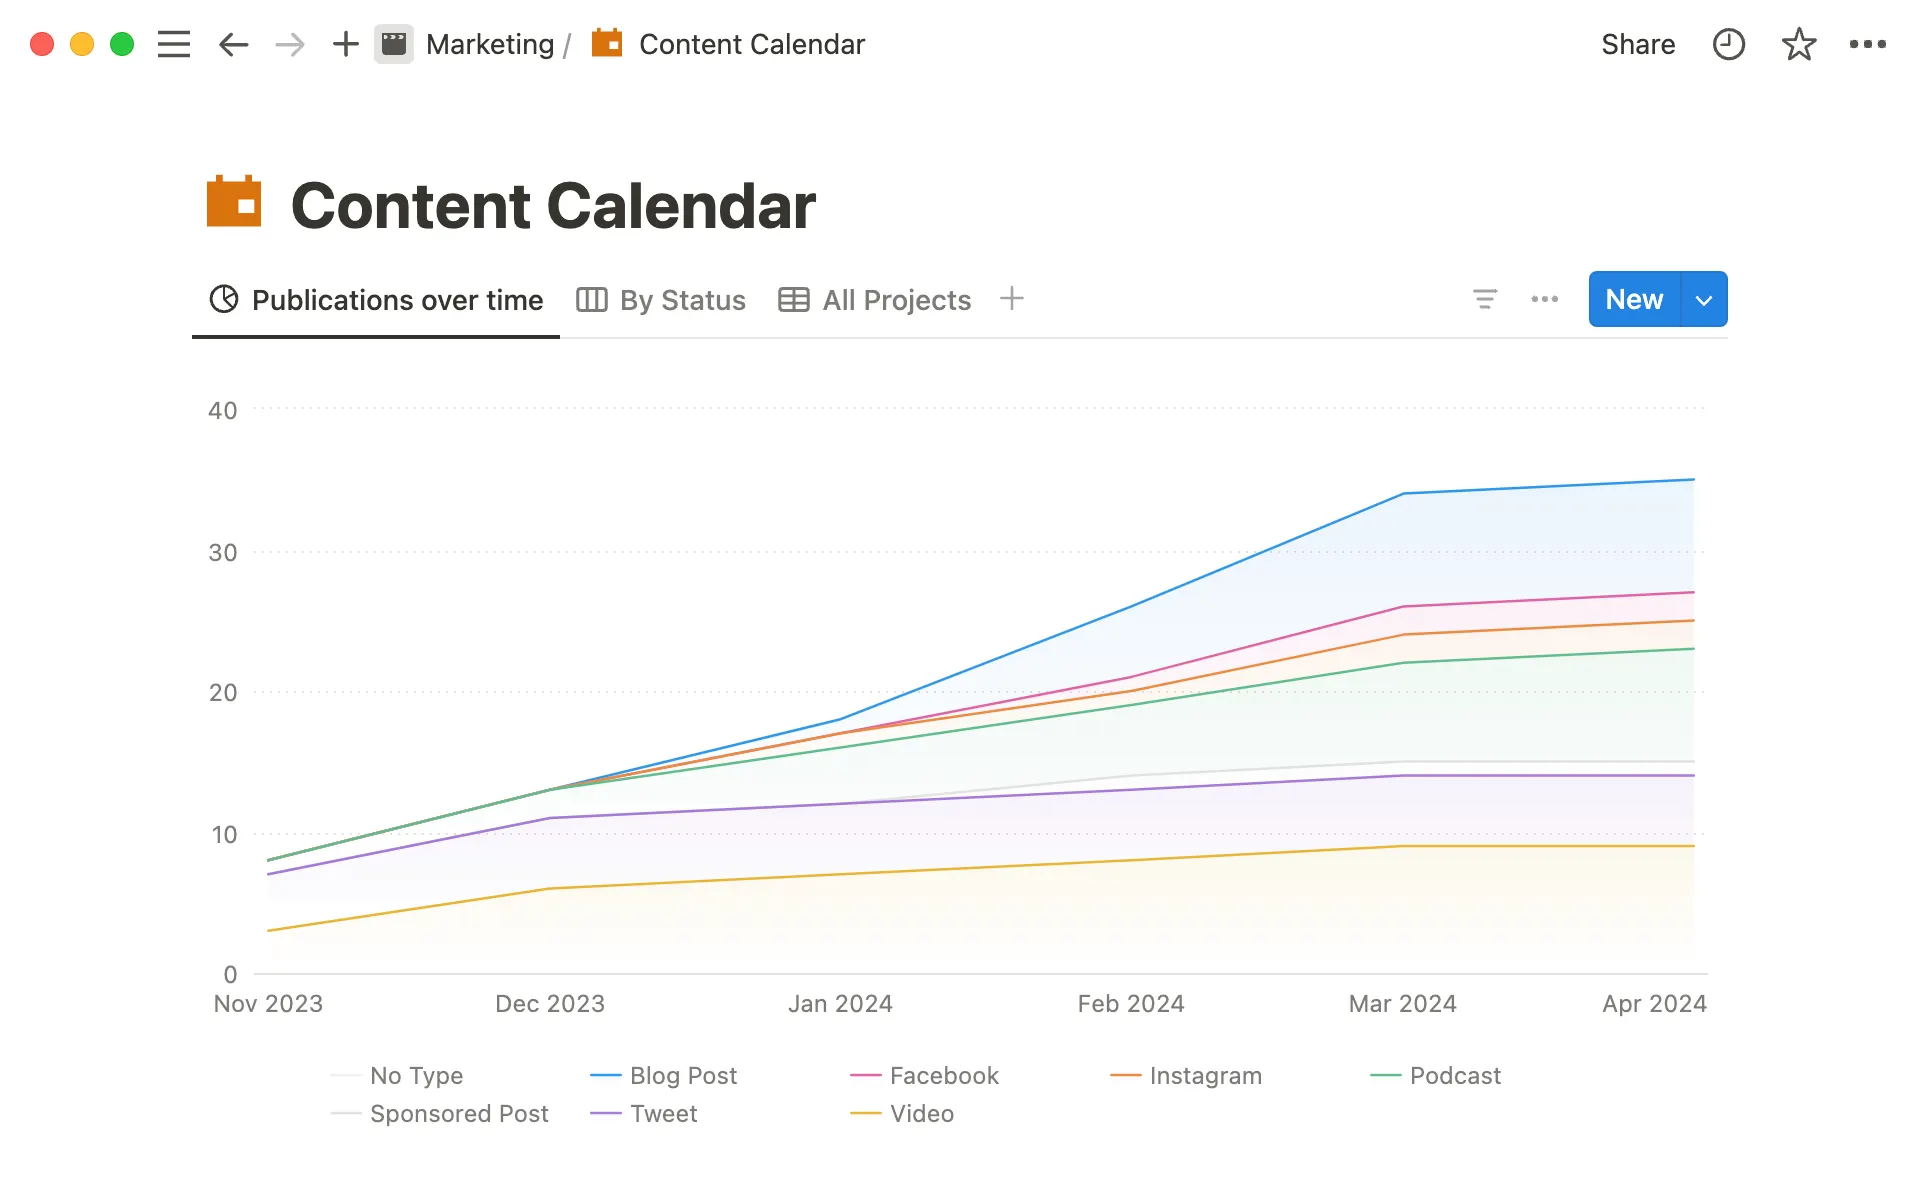 Marketing / Content Calendar Share
Content Calendar
Publications over time By Status All Projects New
40
30
20
10
0
Nov 2023 Dec 2023 Jan 2024 Feb 2024 Mar 2024 Apr 2024
No Type Blog Post Facebook Instagram Podcast
Sponsored Post Tweet Video